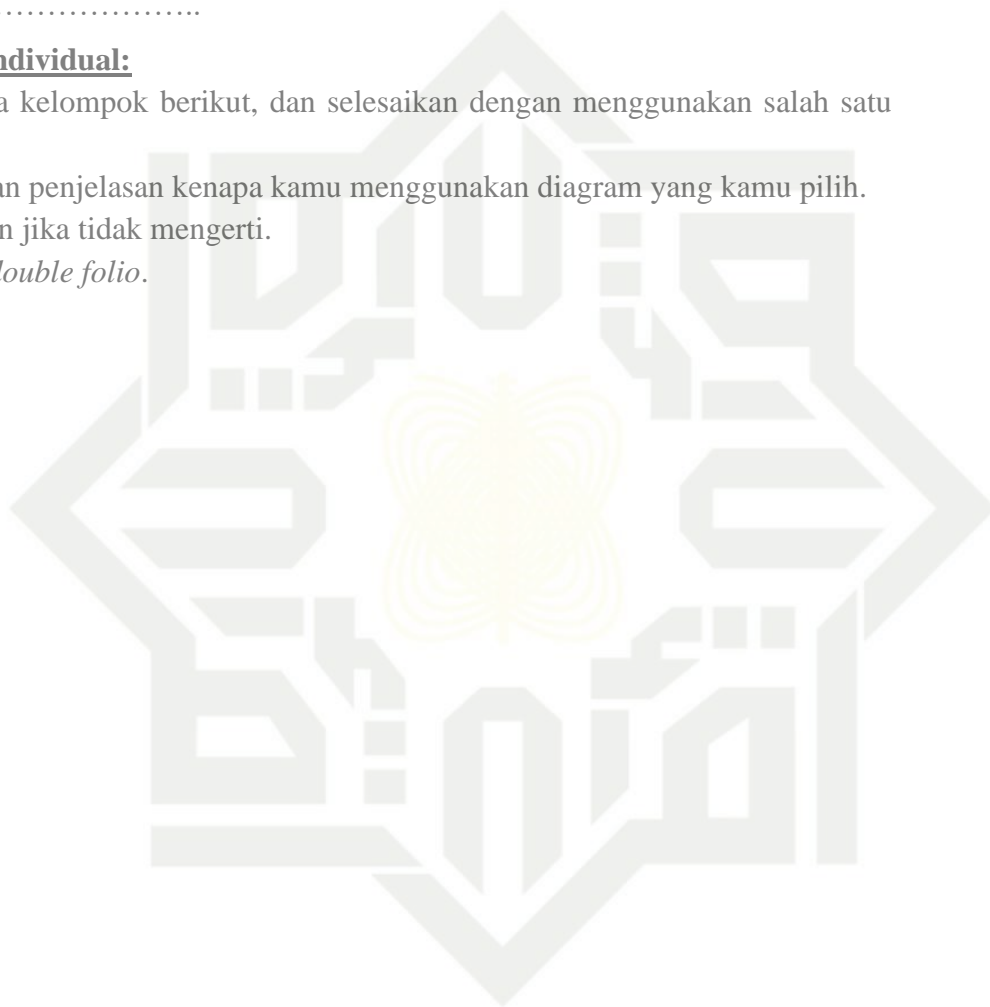 ………………..
ndividual:
a kelompok berikut, dan selesaikan dengan menggunakan salah satu
an penjelasan kenapa kamu menggunakan diagram yang kamu pilih.
n jika tidak mengerti.
double folio.